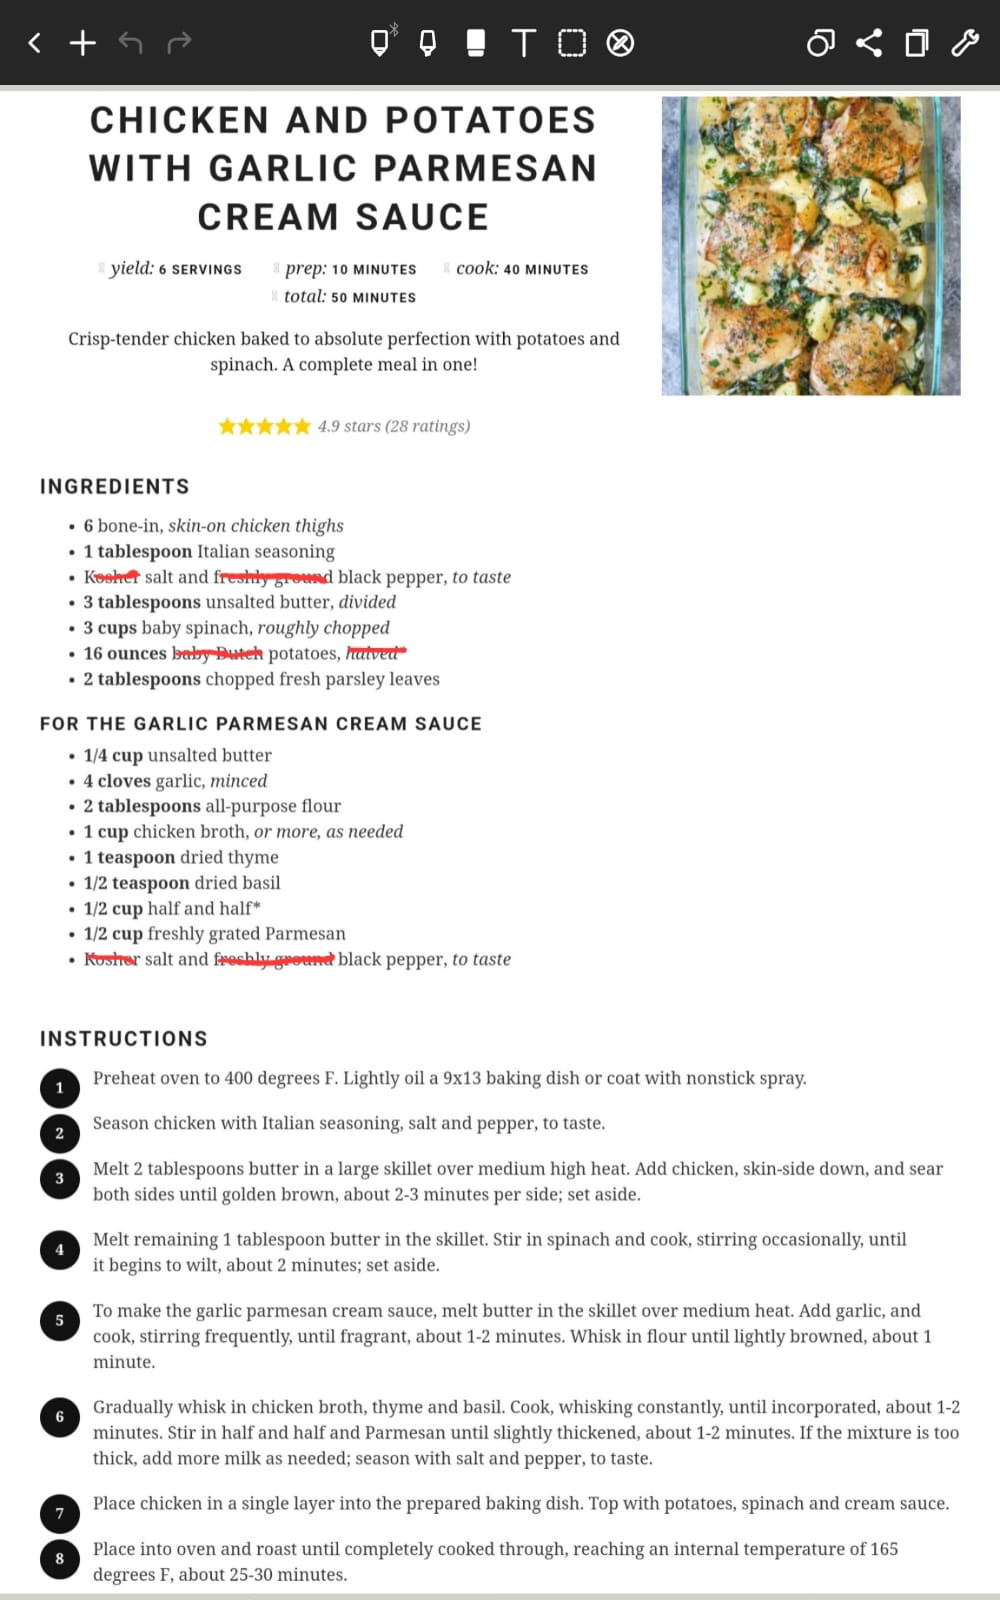 CHICKEN AND POTATOES
WITH GARLIC PARMESAN
CREAM SAUCE
yield: 6 SERVINGS prep: 10 MINUTES cook: 40 MINUTES
total: 50 MINUTES
Crisp-tender chicken baked to absolute perfection with potatoes and
spinach. A complete meal in one!
4.9 stars (28 ratings)
INGREDIENTS
• 6 bone-in, skin-on chicken thighs
• 1 tablespoon Italian seasoning
• Kosher salt and freshly ground black pepper, to taste
• 3 tablespoons unsalted butter, divided
• 3 cups baby spinach, roughly chopped
• 16 ounces baby Dutch potatoes, halved*
• 2 tablespoons chopped fresh parsley leaves
FOR THE GARLIC PARMESAN CREAM SAUCE
• 1/4 cup unsalted butter
• 4 cloves garlic, minced
• 2 tablespoons all-purpose flour
• 1 cup chicken broth, or more, as needed
• 1 teaspoon dried thyme
• 1/2 teaspoon dried basil
• 1/2 cup half and half*
• 1/2 cup freshly grated Parmesan
• Kosher salt and freshly ground black pepper, to taste
INSTRUCTIONS
1 Preheat oven to 400 degrees F. Lightly oil a 9x13 baking dish or coat with nonstick spray.
2 Season chicken with Italian seasoning, salt and pepper, to taste.
3 Melt 2 tablespoons butter in a large skillet over medium high heat. Add chicken, skin-side down, and sear
both sides until golden brown, about 2-3 minutes per side; set aside.
4 Melt remaining 1 tablespoon butter in the skillet. Stir in spinach and cook, stirring occasionally, until
it begins to wilt, about 2 minutes; set aside.
5 To make the garlic parmesan cream sauce, melt butter in the skillet over medium heat. Add garlic, and
cook, stirring frequently, until fragrant, about 1-2 minutes. Whisk in flour until lightly browned, about 1
minute.
6 Gradually whisk in chicken broth, thyme and basil. Cook, whisking constantly, until incorporated, about 1-2
minutes. Stir in half and half and Parmesan until slightly thickened, about 1-2 minutes. If the mixture is too
thick, add more milk as needed; season with salt and pepper, to taste.
7 Place chicken in a single layer into the prepared baking dish. Top with potatoes, spinach and cream sauce.
8 Place into oven and roast until completely cooked through, reaching an internal temperature of 165
degrees F, about 25-30 minutes.